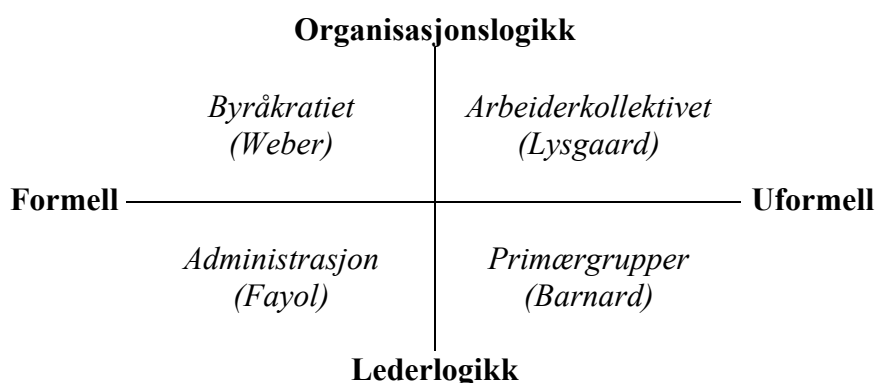 Organisasjonslogikk
Byråkratiet
(Weber)
Arbeiderkollektivet
(Lysgaard)
Formell
Uformell
Administrasjon
(Fayol)
Primærgrupper
(Barnard)
Lederlogikk